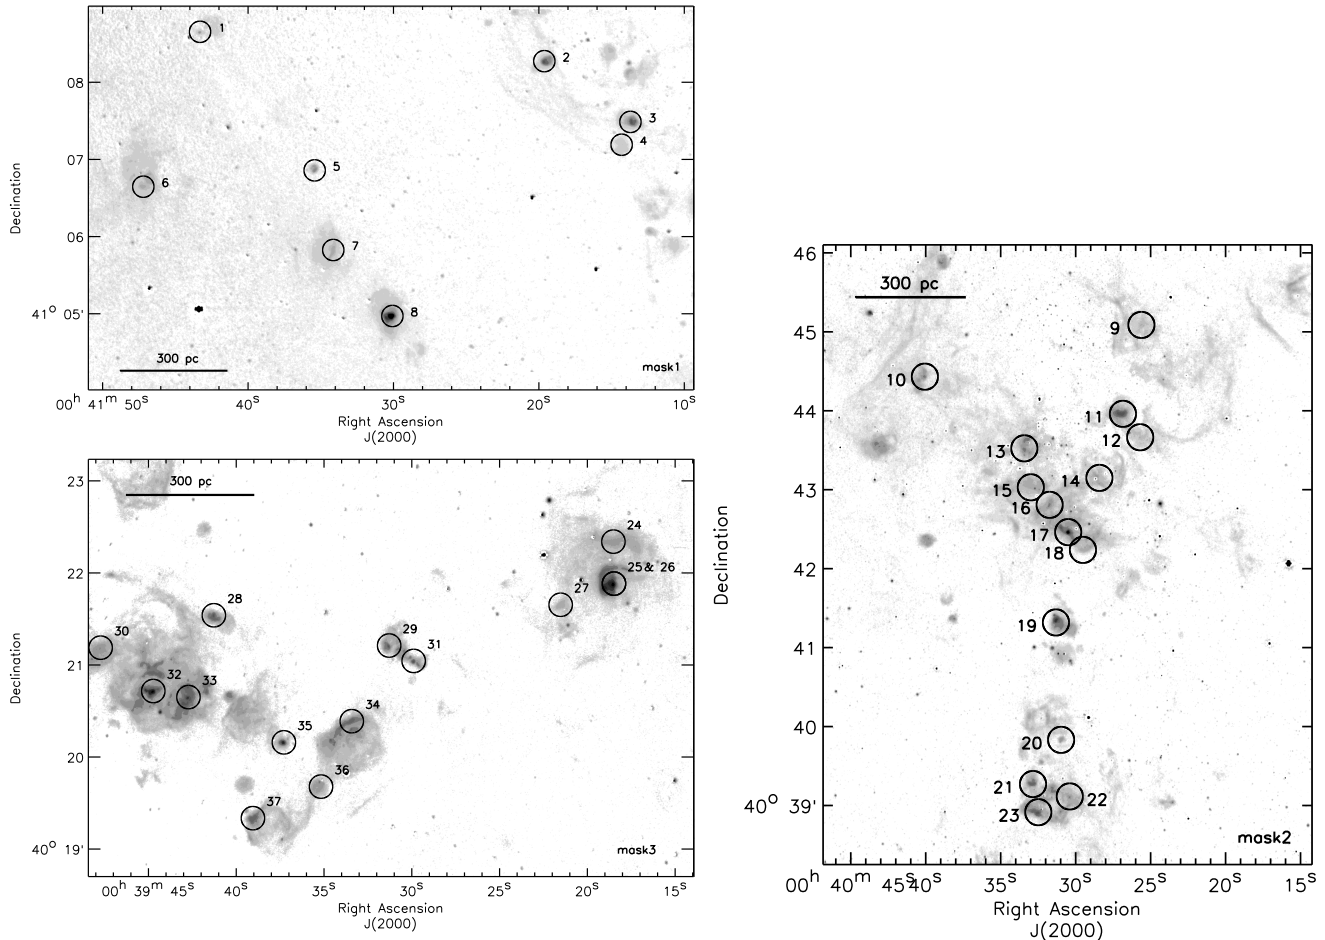 1
2
08
3
4
07
5
6
Declination
06
7
41° 05'
8
300 pc
mask1
00ʰ 41ᵐ 50ˢ 40ˢ 30ˢ 20ˢ 10ˢ
Right Ascension
J(2000)
23
300 pc
24
22
25 & 26
27
28
29
30
31
21
32
33
Declination
34
35
20
36
37
40° 19'
mask3
00ʰ 39ᵐ 45ˢ 40ˢ 35ˢ 30ˢ 25ˢ 20ˢ 15ˢ
Right Ascension
J(2000)
46
300 pc
45
9
10
44
11
12
13
14
43
15
16
17
18
Declination
42
19
41
40
20
21
22
40° 39'
23
mask2
00ʰ 40ᵐ 45ˢ 40ˢ 35ˢ 30ˢ 25ˢ 20ˢ 15ˢ
Right Ascension
J(2000)